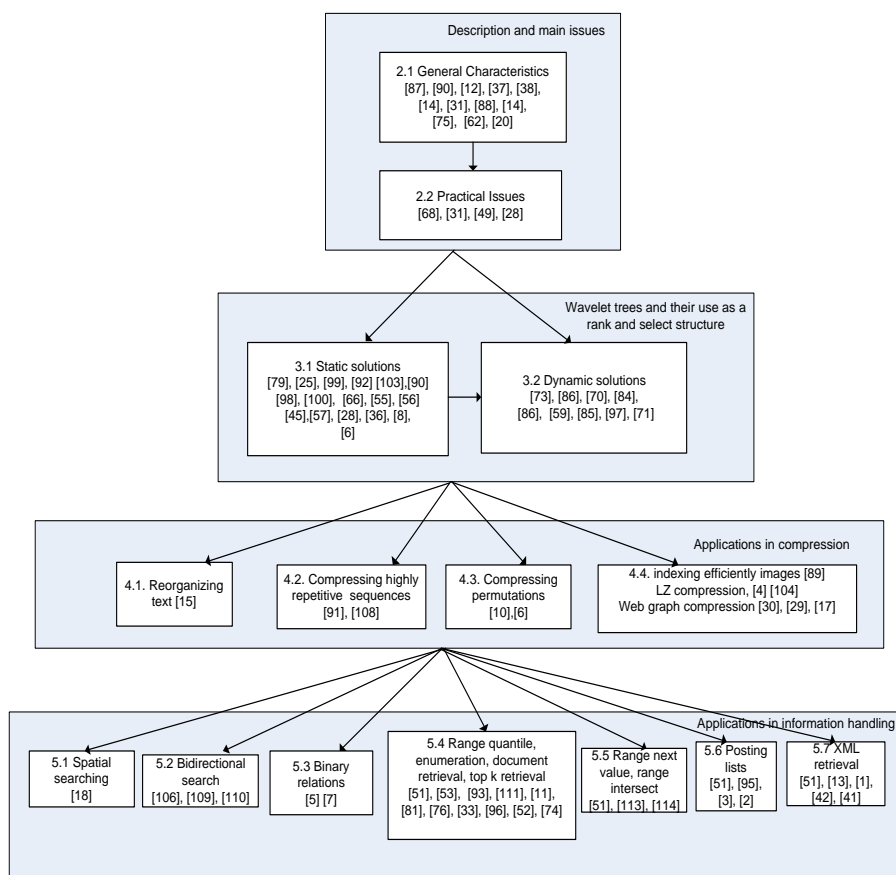 Description and main issues
2.1 General Characteristics
[87], [90], [12], [37], [38],
[14], [31], [88], [14],
[75], [62], [20]
2.2 Practical Issues
[68], [31], [49], [28]
Wavelet trees and their use as a
rank and select structure
3.1 Static solutions
[79], [25], [99], [92] [103],[90]
[98], [100], [66], [55], [56]
[45],[57], [28], [36], [8],
[6]
3.2 Dynamic solutions
[73], [86], [70], [84],
[86], [59], [85], [97], [71]
Applications in compression
4.1. Reorganizing
text [15]
4.2. Compressing highly
repetitive sequences
[91], [108]
4.3. Compressing
permutations
[10],[6]
4.4. indexing efficiently images [89]
LZ compression, [4] [104]
Web graph compression [30], [29], [17]
Applications in information handling
5.1 Spatial
searching
[18]
5.2 Bidirectional
search
[106], [109], [110]
5.3 Binary
relations
[5] [7]
5.4 Range quantile,
enumeration, document
retrieval, top k retrieval
[51], [53], [93], [111], [11],
[81], [76], [33], [96], [52], [74]
5.5 Range next
value, range
intersect
[51], [113], [114]
5.6 Posting
lists
[51], [95],
[3], [2]
5.7 XML
retrieval
[51], [13], [1],
[42], [41]